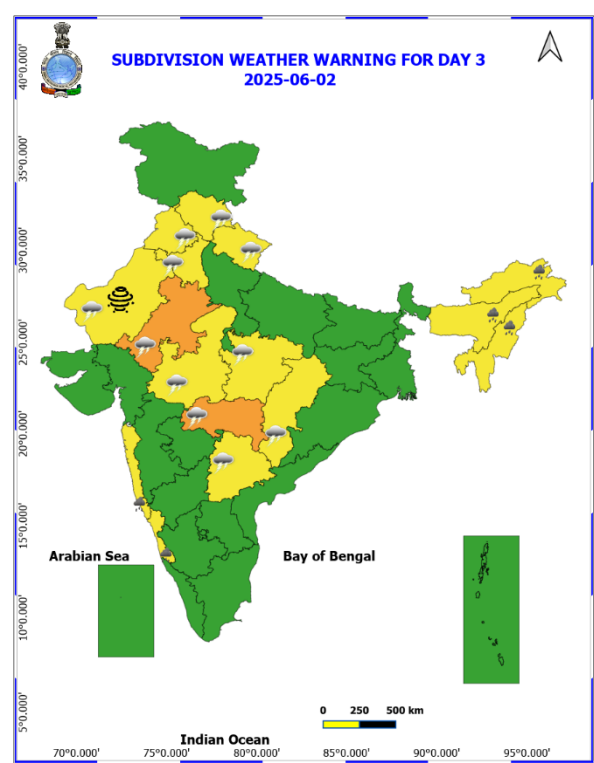 SUBDIVISION WEATHER WARNING FOR DAY 3
2025-06-02
40°0.000'
35°0.000'
30°0.000'
25°0.000'
20°0.000'
15°0.000'
10°0.000'
5°0.000'
Arabian Sea
Bay of Bengal
0 250 500 km
Indian Ocean
70°0.000' 75°0.000' 80°0.000' 85°0.000' 90°0.000' 95°0.000'